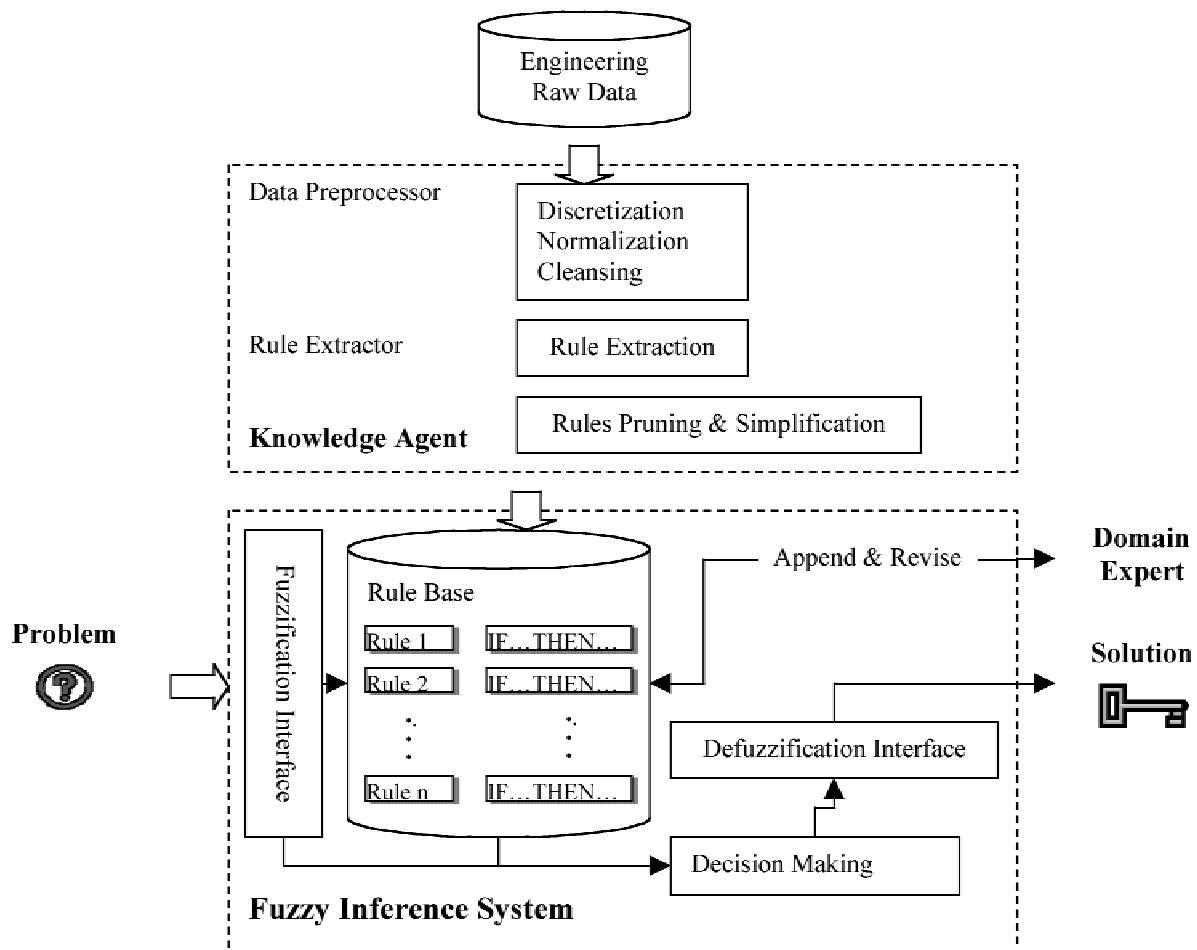 Engineering
Raw Data
Data Preprocessor
Discretization
Normalization
Cleansing
Rule Extractor
Rule Extraction
Rules Pruning & Simplification
Knowledge Agent
Problem
?
Fuzzification Interface
Rule Base
Rule 1 IF…THEN…
Rule 2 IF…THEN…
Rule n IF…THEN…
Append & Revise
Domain
Expert
Solution
Defuzzification Interface
Decision Making
Fuzzy Inference System